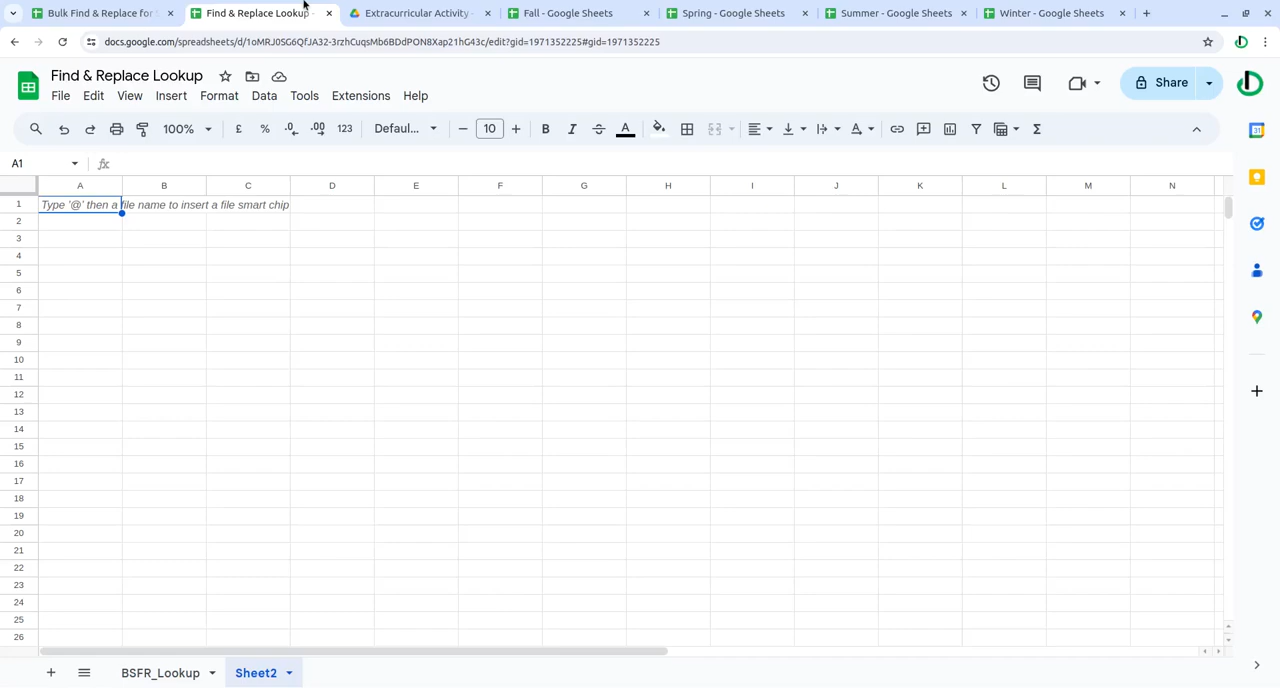 Bulk Find & Replace for
Find & Replace Lookup -
Extracurricular Activity -
Fall - Google Sheets
Spring - Google Sheets
Summer - Google Sheets
Winter - Google Sheets
docs.google.com/spreadsheets/d/1oMRJ0SG6QfJA32-3rzhCuqsMb6BDdPON8Xap21hG43c/edit?gid=1971352225#gid=1971352225
Find & Replace Lookup
File Edit View Insert Format Data Tools Extensions Help
Share
100% £ % .0 .00 123 Defaul... 10 B I S A
A1 fx
A B C D E F G H I J K L M N
1 Type '@' then a file name to insert a file smart chip
2
3
4
5
6
7
8
9
10
11
12
13
14
15
16
17
18
19
20
21
22
23
24
25
26
BSFR_Lookup Sheet2